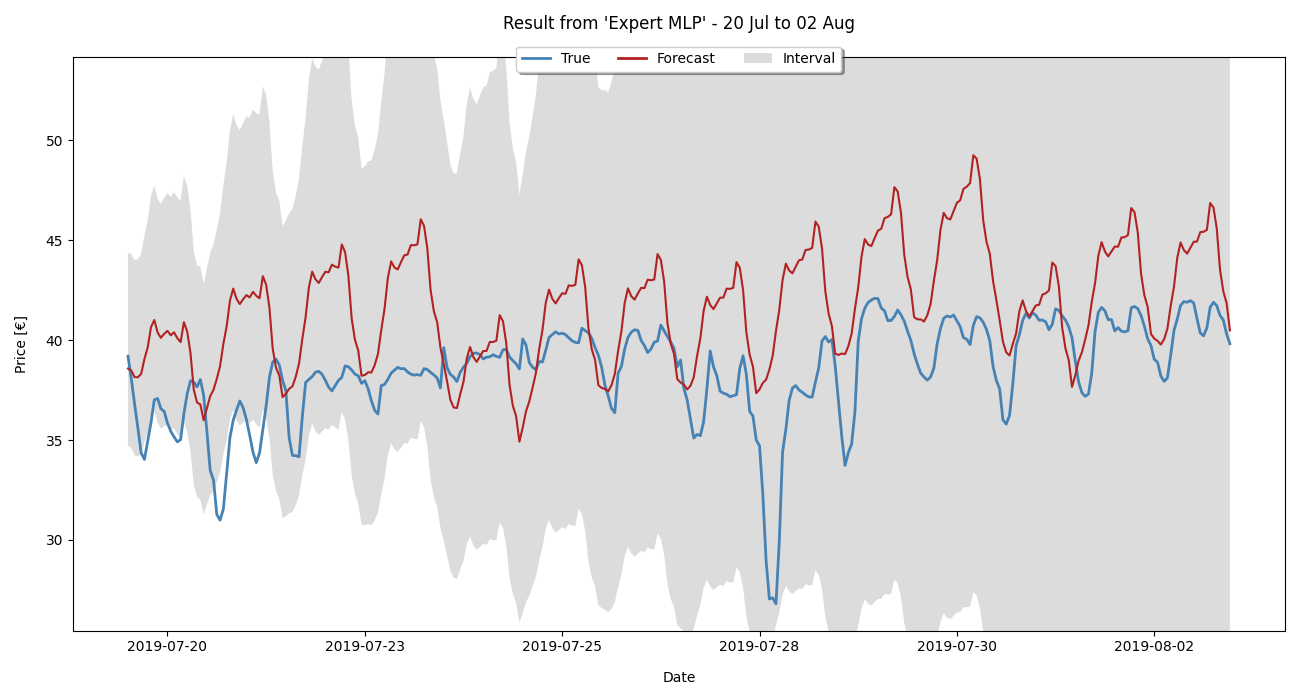 Result from 'Expert MLP' - 20 Jul to 02 Aug
True Forecast Interval
Price [€]
50
45
40
35
30
2019-07-20 2019-07-23 2019-07-25 2019-07-28 2019-07-30 2019-08-02
Date